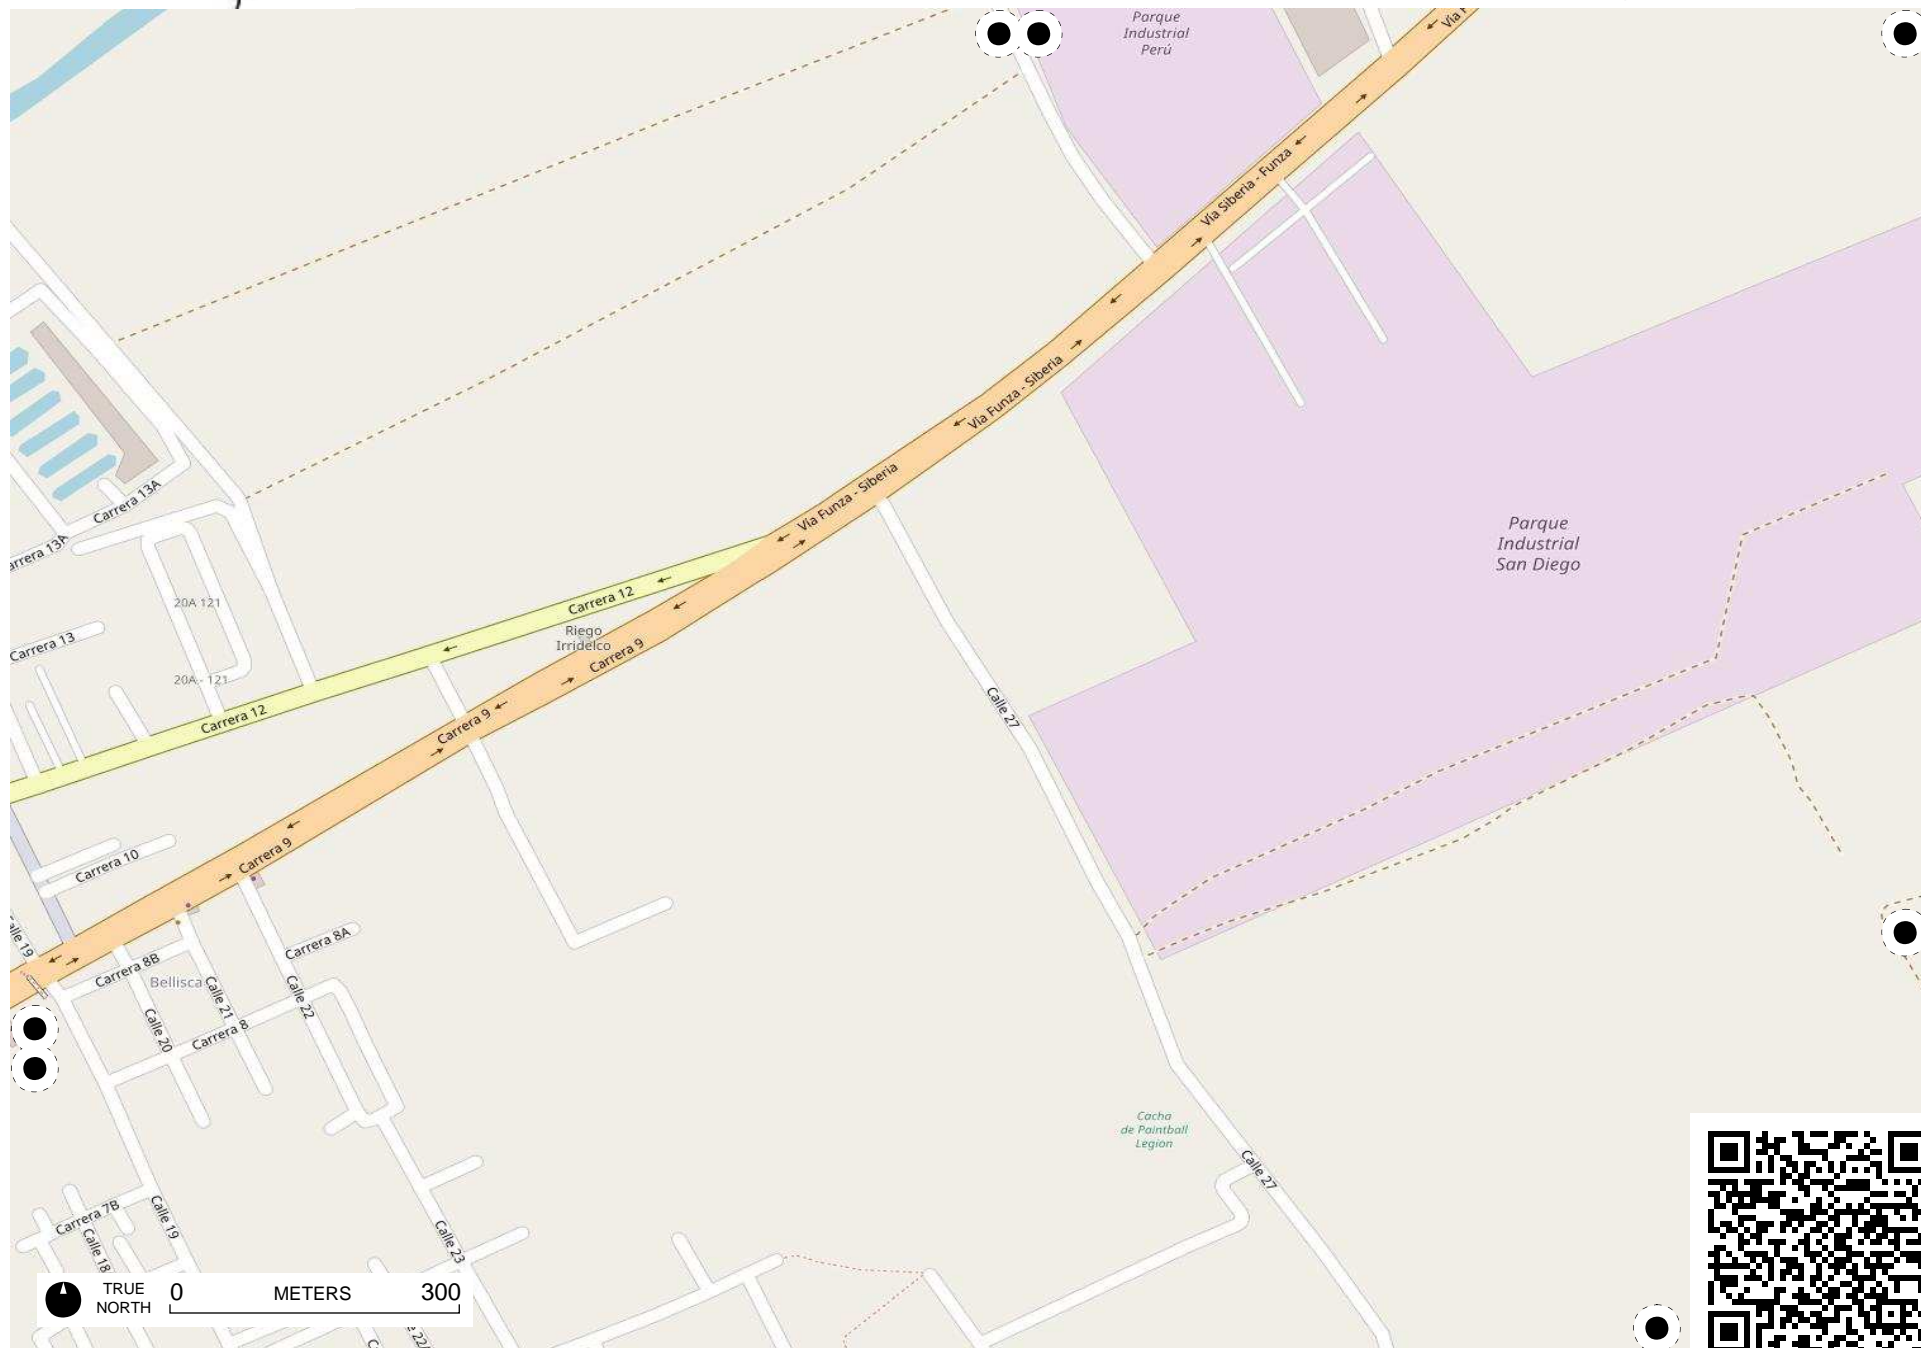 Parque
Industrial
Perú
Vía F
Vía Siberia - Funza
Vía Funza - Siberia
Vía Funza - Siberia
Parque
Industrial
San Diego
Carrera 13A
arrera 13A
20A 121
Carrera 12
Riego
Irridelco
Carrera 9
Carrera 13
20A - 121
Carrera 12
Carrera 9
Calle 27
Carrera 9
Carrera 10
Calle 19
Carrera 8A
Carrera 8B
Bellisca
Calle 21
Calle 22
Calle 20
Carrera 8
Cacha
de Paintball
Legion
Calle 27
Carrera 7B
Calle 19
Calle 18
Calle 23
TRUE
NORTH
0 METERS 300